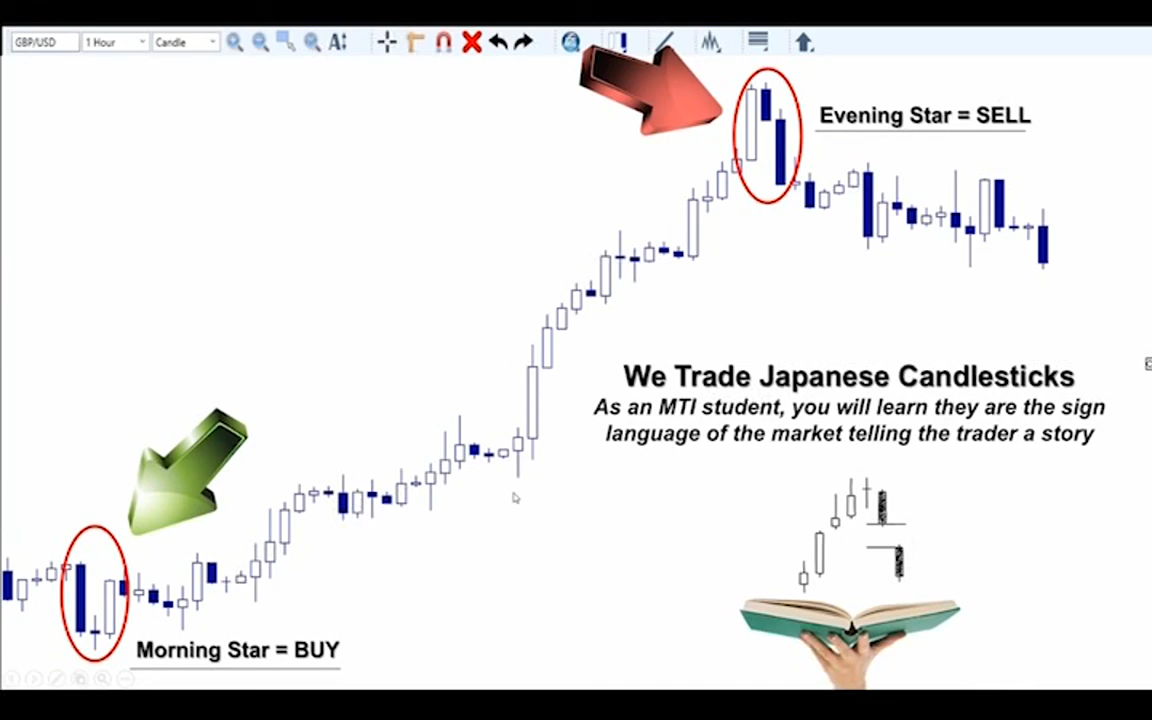 GBP/USD 1 Hour Candle
Evening Star = SELL
We Trade Japanese Candlesticks
As an MTI student, you will learn they are the sign
language of the market telling the trader a story
Morning Star = BUY